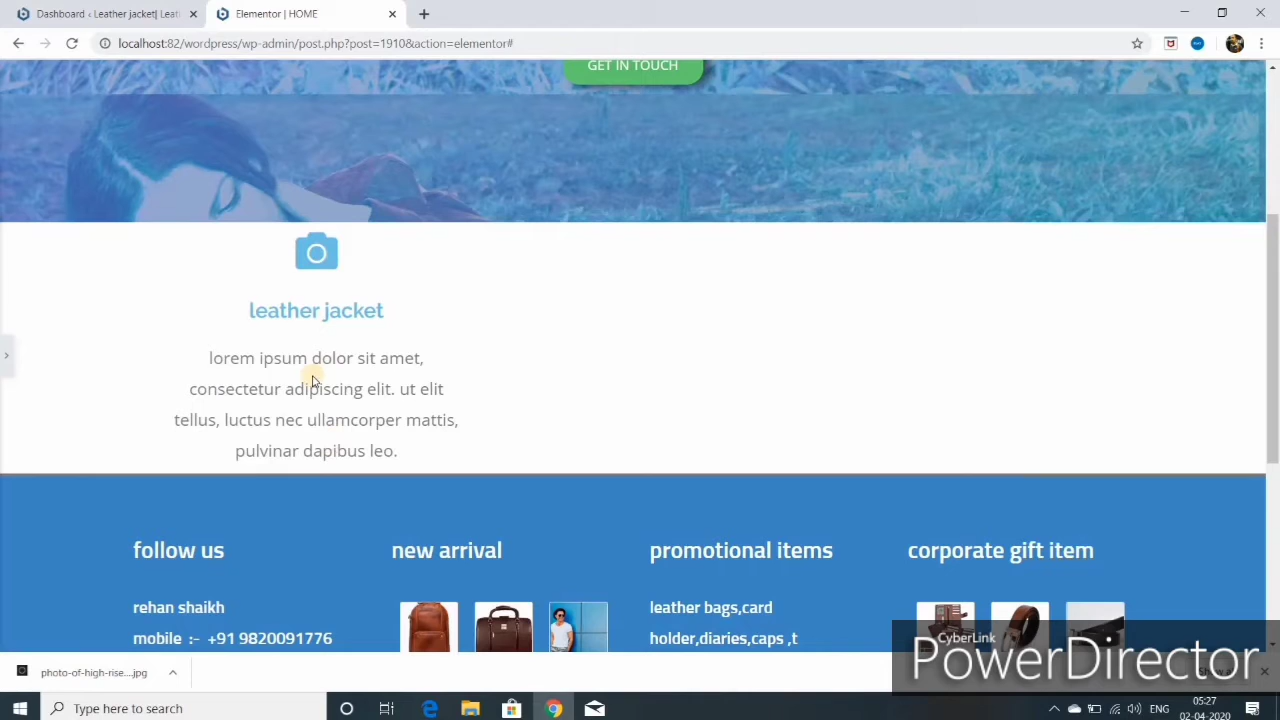 Dashboard ‹ Leather jacket| Leat
Elementor | HOME
localhost:82/wordpress/wp-admin/post.php?post=1910&action=elementor#
GET IN TOUCH
leather jacket
lorem ipsum dolor sit amet,
consectetur adipiscing elit. ut elit
tellus, luctus nec ullamcorper mattis,
pulvinar dapibus leo.
follow us
new arrival
promotional items
corporate gift item
rehan shaikh
leather bags,card
mobile :- +91 9820091776
holder,diaries,caps ,t
CyberLink
PowerDirector
photo-of-high-rise....jpg
Type here to search
ENG
05:27
02-04-2020